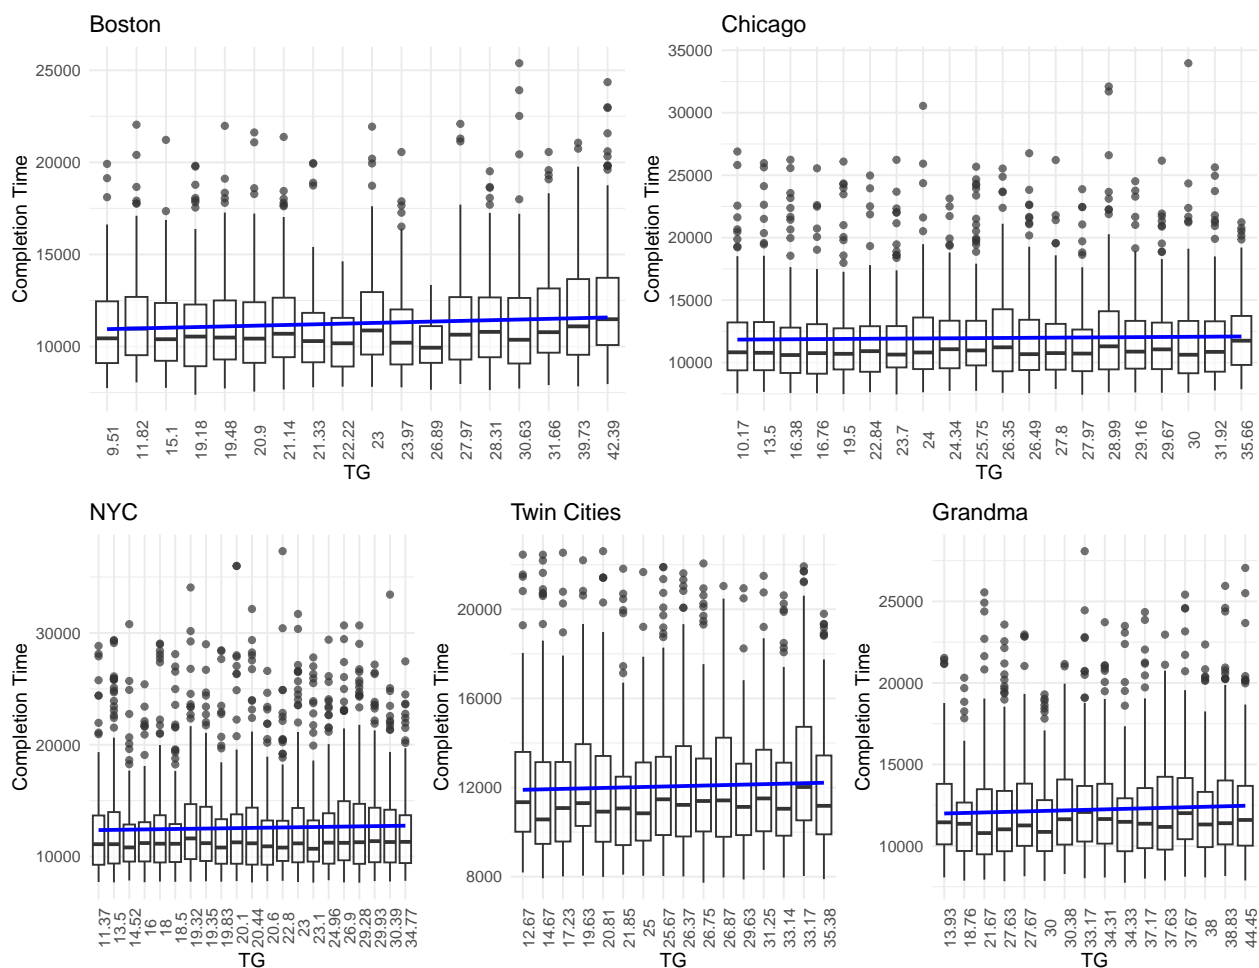 Boston
Completion Time
25000
20000
15000
10000
9.51 11.82 15.1 19.18 19.48 20.9 21.14 21.33 22.22 23 23.97 26.89 27.97 28.31 30.63 31.66 39.73 42.39
TG
Chicago
Completion Time
35000
30000
25000
20000
15000
10000
10.17 13.5 16.38 16.76 19.5 22.84 23.7 24 24.34 25.75 26.35 26.49 27.8 27.97 28.99 29.16 29.67 30 31.92 35.66
TG
NYC
Completion Time
30000
20000
10000
11.37 13.5 14.52 16 18 18.5 19.32 19.35 19.83 20.1 20.44 20.6 22.8 23 23.1 24.96 26.9 29.28 29.93 30.39 34.77
TG
Twin Cities
Completion Time
20000
16000
12000
8000
12.67 14.67 17.23 19.63 20.81 21.85 25 25.67 26.37 26.75 26.87 29.63 31.25 33.14 33.17 35.38
TG
Grandma
Completion Time
25000
20000
15000
10000
13.93 18.76 21.67 27.63 27.67 30 30.38 33.17 34.31 34.33 37.17 37.63 37.67 38 38.83 44.45
TG